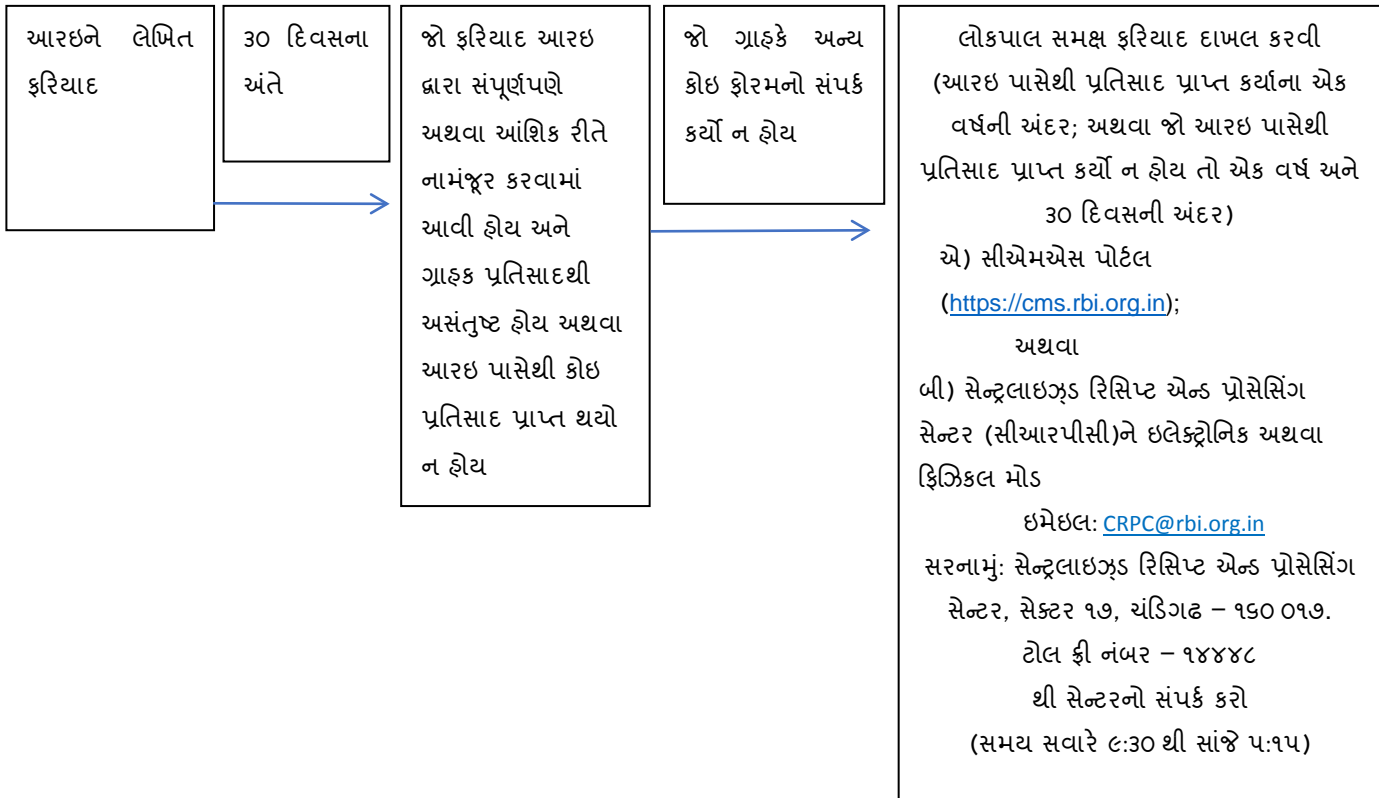 આરઇને લેખિત
ફરિયાદ
૩૦ દિવસના
અંતે
જો ફરિયાદ આરઇ
દ્વારા સંપૂર્ણપણે
અથવા આંશિક રીતે
નામંજૂર કરવામાં
આવી હોય અને
ગ્રાહક પ્રતિસાદથી
અસંતુષ્ટ હોય અથવા
આરઇ પાસેથી કોઇ
પ્રતિસાદ પ્રાપ્ત થયો
ન હોય
જો ગ્રાહકે અન્ય
કોઇ ફોરમનો સંપર્ક
કર્યો ન હોય
લોકપાલ સમક્ષ ફરિયાદ દાખલ કરવી
(આરઇ પાસેથી પ્રતિસાદ પ્રાપ્ત કર્યાના એક
વર્ષની અંદર; અથવા જો આરઇ પાસેથી
પ્રતિસાદ પ્રાપ્ત કર્યો ન હોય તો એક વર્ષ અને
૩૦ દિવસની અંદર)
એ) સીએમએસ પોર્ટલ
(https://cms.rbi.org.in);
અથવા
બી) સેન્ટ્રલાઇઝ્ડ રિસિપ્ટ એન્ડ પ્રોસેસિંગ
સેન્ટર (સીઆરપીસી)ને ઇલેક્ટ્રોનિક અથવા
ફિઝિકલ મોડ
ઇમેઇલ: CRPC@rbi.org.in
સરનામું: સેન્ટ્રલાઇઝ્ડ રિસિપ્ટ એન્ડ પ્રોસેસિંગ
સેન્ટર, સેક્ટર ૧૭, ચંડિગઢ – ૧૬૦ ૦૧૭.
ટોલ ફ્રી નંબર – ૧૪૪૪૮
થી સેન્ટરનો સંપર્ક કરો
(સમય સવારે ૯:૩૦ થી સાંજે ૫:૧૫)